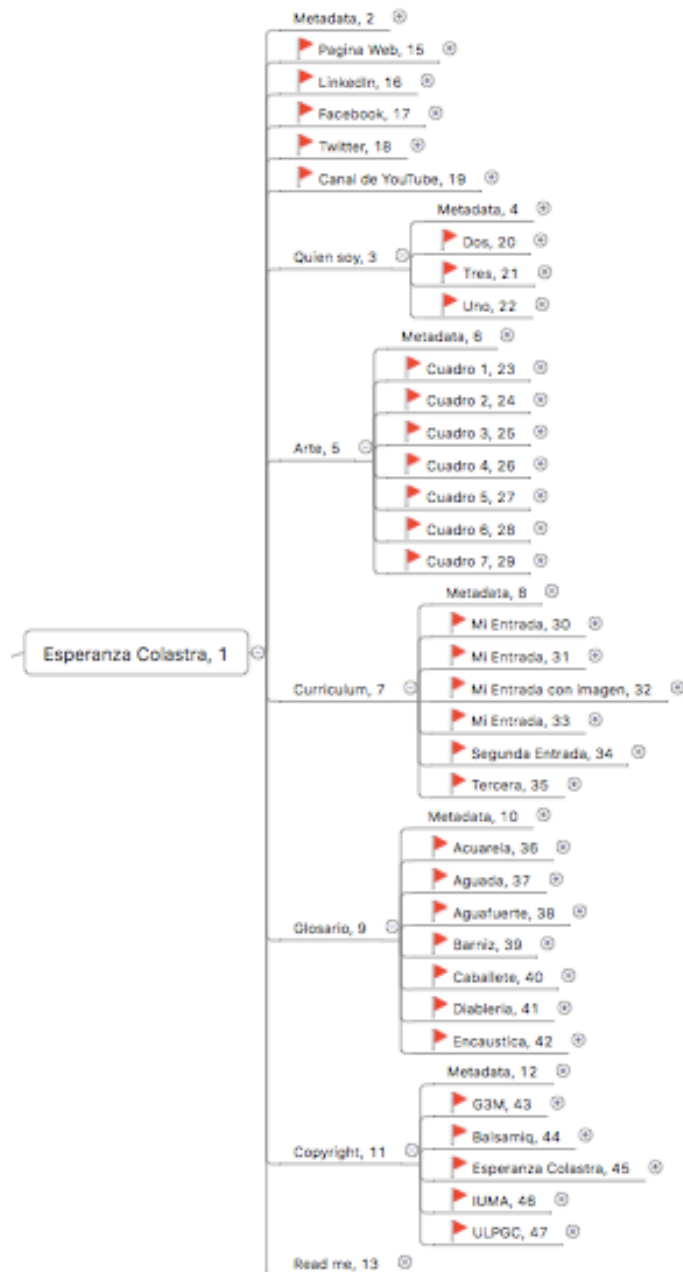 Metadata, 2
Pagina Web, 15
LinkedIn, 16
Facebook, 17
Twitter, 18
Canal de YouTube, 19
Metadata, 4
Dos, 20
Quien soy, 3
Tres, 21
Uno, 22
Metadata, 6
Cuadro 1, 23
Cuadro 2, 24
Cuadro 3, 25
Arte, 5
Cuadro 4, 26
Cuadro 5, 27
Cuadro 6, 28
Cuadro 7, 29
Metadata, 8
Mi Entrada, 30
Esperanza Colastra, 1
Mi Entrada, 31
Curriculum, 7
Mi Entrada con imagen, 32
Mi Entrada, 33
Segunda Entrada, 34
Tercera, 35
Metadata, 10
Acuarela, 36
Aguada, 37
Aguafuerte, 38
Glosario, 9
Barniz, 39
Caballete, 40
Diableria, 41
Encaustica, 42
Metadata, 12
G3M, 43
Balsamiq, 44
Copyright, 11
Esperanza Colastra, 45
IUMA, 46
ULPGC, 47
Read me, 13